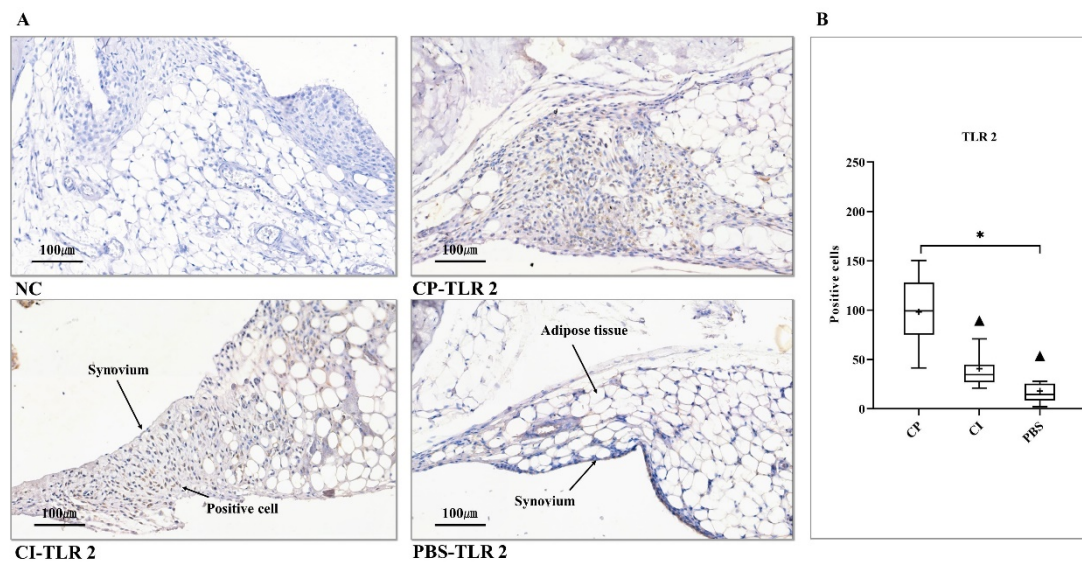 A
B
100㎛
NC
100㎛
CP-TLR 2
Synovium
Positive cell
100㎛
CI-TLR 2
Adipose tissue
Synovium
100㎛
PBS-TLR 2
TLR 2
Positive cells
250
200
150
100
50
0
*
CP
CI
PBS